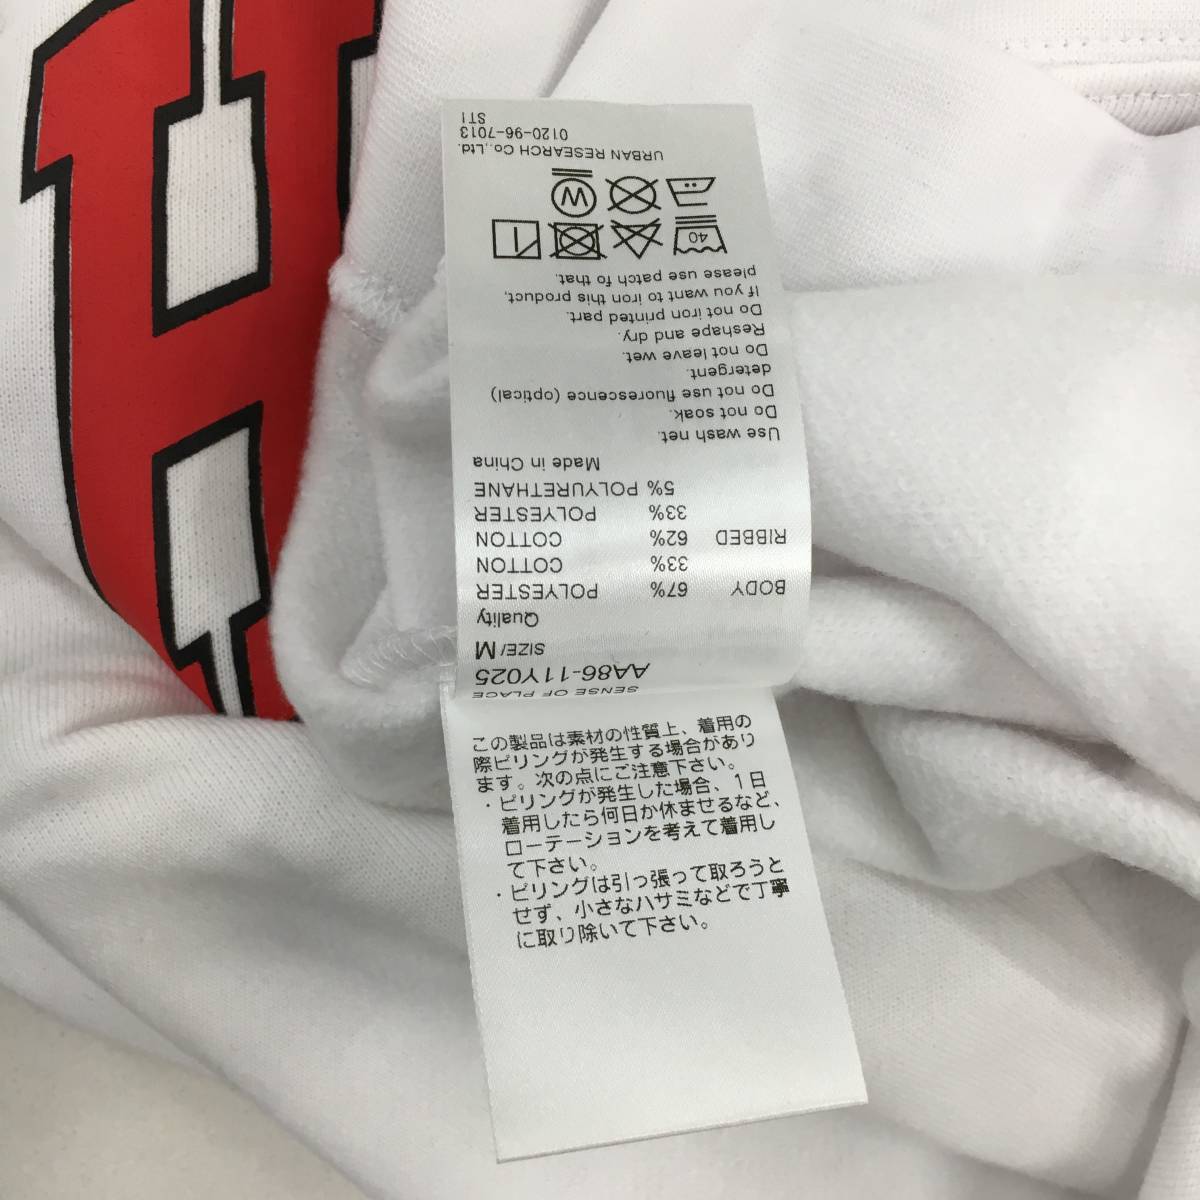 SENSE OF PLACE
AA86-11Y025
SIZE/M
Quality
BODY 67% POLYESTER
33% COTTON
RIBBED 62% COTTON
33% POLYESTER
5% POLYURETHANE
Made in China
Use wash net.
Do not soak.
Do not use fluorescence (optical)
detergent.
Do not leave wet.
Reshape and dry.
Do not iron printed part.
If you want to iron this product,
please use patch fo that.
40
W
URBAN RESEARCH Co.,Ltd.
0120-96-7013
ST1
この製品は素材の性質上、着用の
際ピリングが発生する場合があり
ます。次の点にご注意下さい。
・ピリングが発生した場合、1日
着用したら何日か休ませるなど、
ローテーションを考えて着用し
て下さい。
・ピリングは引っ張って取ろうと
せず、小さなハサミなどで丁寧
に取り除いて下さい。